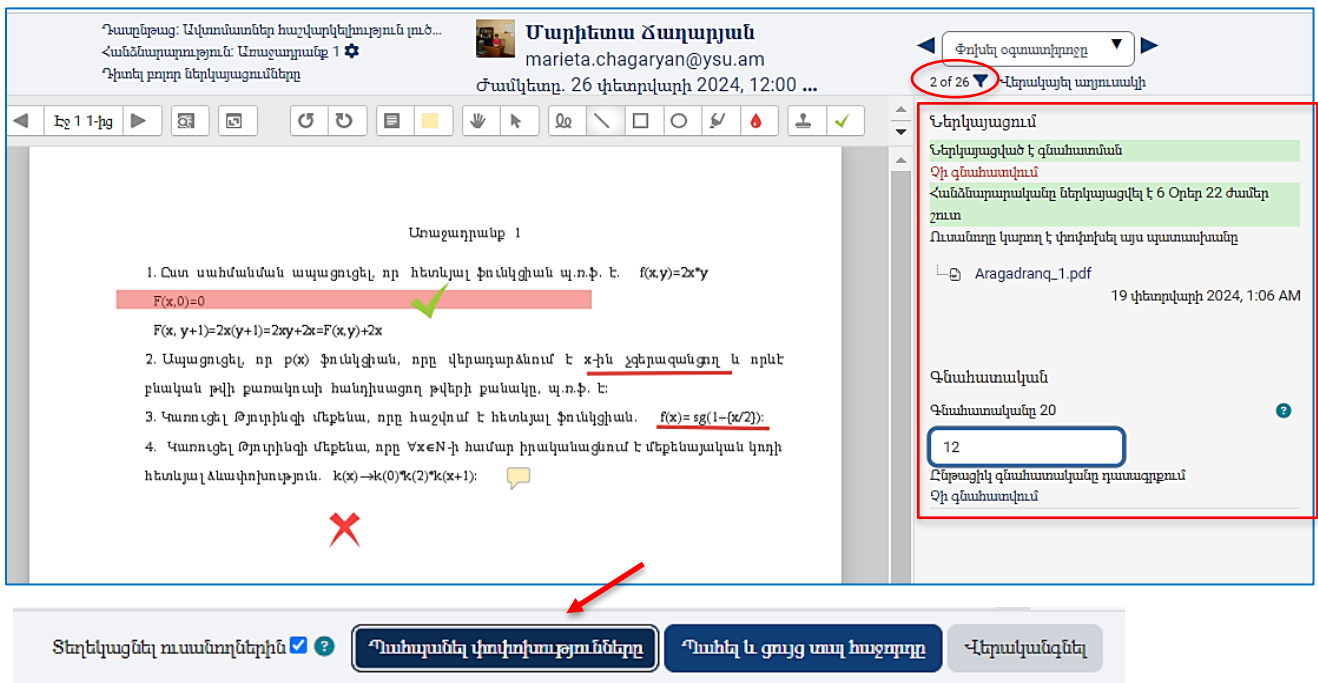 Դասընթաց: Ավտոմատներ հաշվարկելիություն լուծ...
Հանձնարարություն: Առաջադրանք 1
Դիտել բոլոր ներկայացումները
Մարիետա Ճաղարյան
marieta.chagaryan@ysu.am
Ժամկետը. 26 փետրվարի 2024, 12:00 ...
Փոխել օգտատիրոջը
2 of 26
Վերակայել աղյուսակի
Էջ 1 1-ից
Առաջադրանք 1
1. Ըստ սահմանման ապացուցել, որ հետևյալ ֆունկցիան պ.ռ.ֆ. է. f(x,y)=2x*y
F(x,0)=0
F(x, y+1)=2x(y+1)=2xy+2x=F(x,y)+2x
2. Ապացուցել, որ p(x) ֆունկցիան, որը վերադարձնում է x-ին չգերազանցող և որևէ
բնական թվի քառակուսի հանդիսացող թվերի քանակը, պ.ռ.ֆ. է:
3. Կառուցել Թյուրինգի մեքենա, որը հաշվում է հետևյալ ֆունկցիան. f(x)= sg(1–{x/2}):
4. Կառուցել Թյուրինգի մեքենա, որը ∀x∈N-ի համար իրականացնում է մեքենայական կոդի
հետևյալ ձևափոխություն. k(x)→k(0)*k(2)*k(x+1):
Ներկայացում
Ներկայացված է գնահատման
Չի գնահատվում
Հանձնարարականը ներկայացվել է 6 Օրեր 22 ժամեր
շուտ
Ուսանողը կարող է փոփոխել այս պատասխանը
Aragadranq_1.pdf
19 փետրվարի 2024, 1:06 AM
Գնահատական
Գնահատականը 20
12
Ընթացիկ գնահատականը դասագրքում
Չի գնահատվում
Տեղեկացնել ուսանողներին
Պահպանել փոփոխությունները
Պահել և ցույց տալ հաջորդը
Վերականգնել